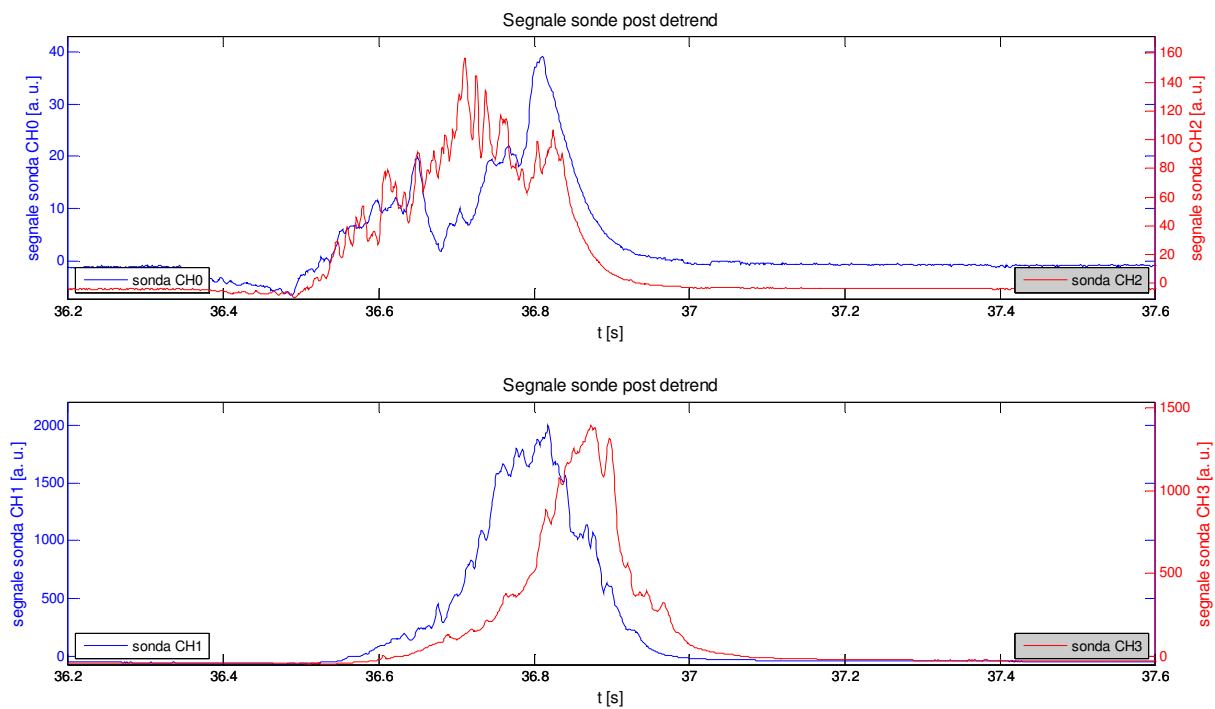 Segnale sonde post detrend
segnale sonda CH0 [a. u.]
40
30
20
10
0
segnale sonda CH2 [a. u.]
160
140
120
100
80
60
40
20
0
sonda CH0
sonda CH2
36.2 36.4 36.6 36.8 37 37.2 37.4 37.6
t [s]
Segnale sonde post detrend
segnale sonda CH1 [a. u.]
2000
1500
1000
500
0
segnale sonda CH3 [a. u.]
1500
1000
500
0
sonda CH1
sonda CH3
36.2 36.4 36.6 36.8 37 37.2 37.4 37.6
t [s]